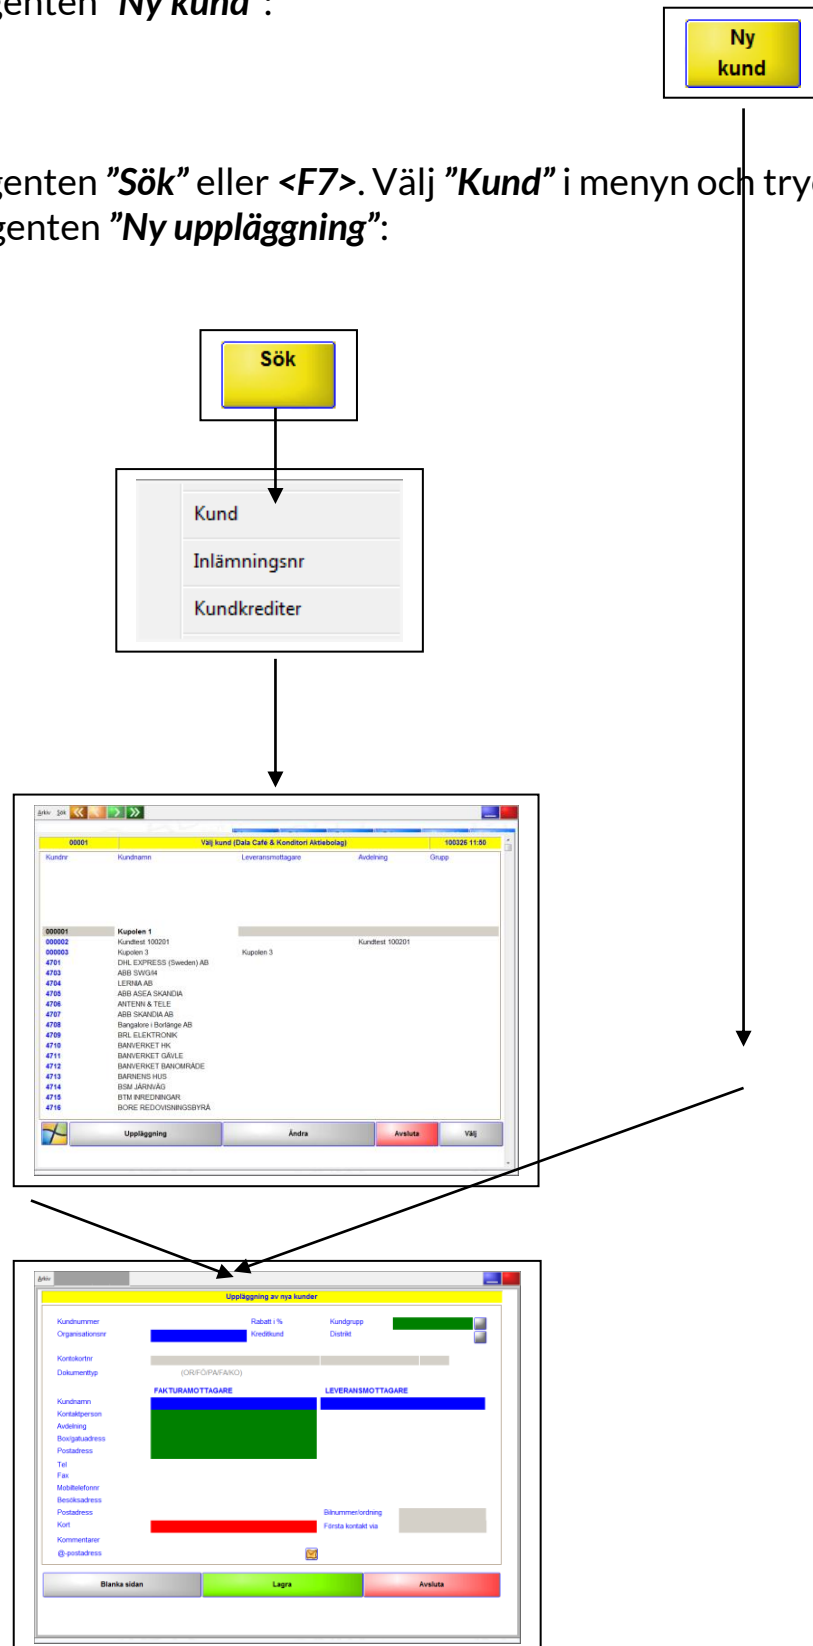 genten ”Ny kund”:
Ny
kund
genten ”Sök” eller <F7>. Välj ”Kund” i menyn och tryc
genten ”Ny uppläggning”:
Sök
Kund
Inlämningsnr
Kundkrediter
Arkiv Sök
00001 Välj kund (Dala Café & Konditori Aktiebolag) 100326 11:50
Kundnr Kundnamn Leveransmottagare Avdelning Grupp
000001 Kupolen 1
000002 Kundtest 100201 Kundtest 100201
000003 Kupolen 3 Kupolen 3
4701 DHL EXPRESS (Sweden) AB
4703 ABB SWG/I4
4704 LERNIA AB
4705 ABB ASEA SKANDIA
4706 ANTENN & TELE
4707 ABB SKANDIA AB
4708 Bangalore i Borlänge AB
4709 BRL ELEKTRONIK
4710 BANVERKET HK
4711 BANVERKET GÄVLE
4712 BANVERKET BANOMRÅDE
4713 BARNENS HUS
4714 BSM JÄRNVÄG
4715 BTM INREDNINGAR
4716 BORE REDOVISNINGSBYRÅ
Uppläggning Ändra Avsluta Välj
Arkiv
Uppläggning av nya kunder
Kundnummer Rabatt i % Kundgrupp
Organisationsnr Kreditkund Distrikt
Kontokortnr
Dokumenttyp (OR/FÖ/PA/FA/KO)
FAKTURAMOTTAGARE LEVERANSMOTTAGARE
Kundnamn
Kontaktperson
Avdelning
Box/gatuadress
Postadress
Tel
Fax
Mobiltelefonnr
Besöksadress
Postadress Bilnummer/ordning
Kort Första kontakt via
Kommentarer
@-postadress
Blanka sidan Lagra Avsluta